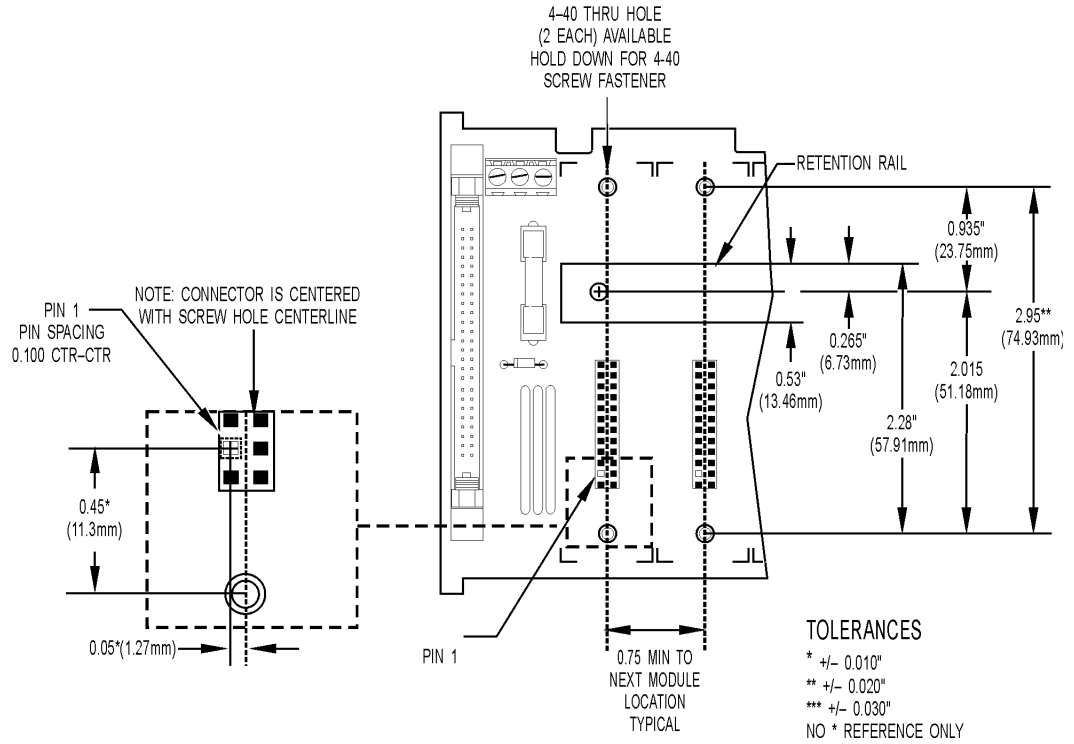 4–40 THRU HOLE
(2 EACH) AVAILABLE
HOLD DOWN FOR 4-40
SCREW FASTENER
RETENTION RAIL
0.935"
(23.75mm)
2.95**
(74.93mm)
0.265"
(6.73mm)
2.015
(51.18mm)
0.53"
(13.46mm)
2.28"
(57.91mm)
NOTE: CONNECTOR IS CENTERED
WITH SCREW HOLE CENTERLINE
PIN 1
PIN SPACING
0.100 CTR–CTR
0.45*
(11.3mm)
0.05*(1.27mm)
PIN 1
0.75 MIN TO
NEXT MODULE
LOCATION
TYPICAL
TOLERANCES
* +/– 0.010"
** +/– 0.020"
*** +/– 0.030"
NO * REFERENCE ONLY